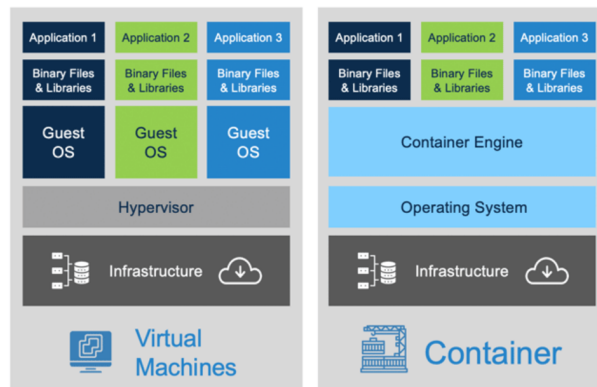 Application 1
Application 2
Application 3
Binary Files
& Libraries
Binary Files
& Libraries
Binary Files
& Libraries
Guest
OS
Guest
OS
Guest
OS
Hypervisor
Infrastructure
Virtual
Machines
Application 1
Application 2
Application 3
Binary Files
& Libraries
Binary Files
& Libraries
Binary Files
& Libraries
Container Engine
Operating System
Infrastructure
Container